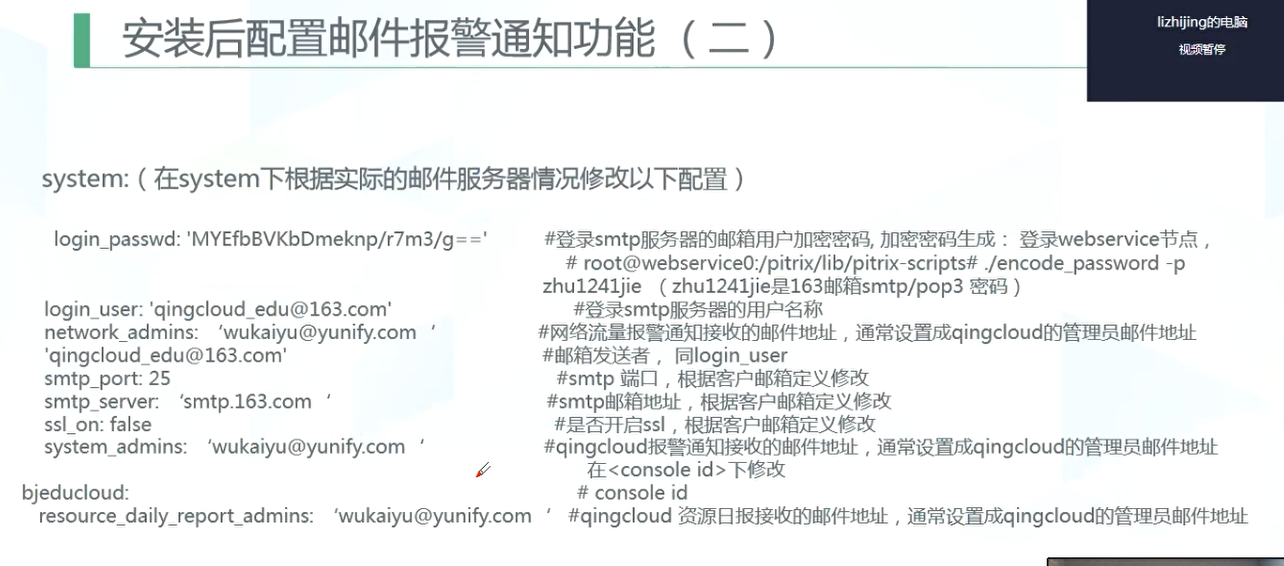 安装后配置邮件报警通知功能（二）
lizhijing的电脑
视频暂停
system:（在system下根据实际的邮件服务器情况修改以下配置）
login_passwd: 'MYEfbBVKbDmeknp/r7m3/g==' #登录smtp服务器的邮箱用户加密密码, 加密密码生成： 登录webservice节点，
# root@webservice0:/pitrix/lib/pitrix-scripts# ./encode_password -p
zhu1241jie （zhu1241jie是163邮箱smtp/pop3 密码）
login_user: 'qingcloud_edu@163.com' #登录smtp服务器的用户名称
network_admins: ‘wukaiyu@yunify.com ‘ #网络流量报警通知接收的邮件地址，通常设置成qingcloud的管理员邮件地址
'qingcloud_edu@163.com' #邮箱发送者， 同login_user
smtp_port: 25 #smtp 端口，根据客户邮箱定义修改
smtp_server: ‘smtp.163.com ‘ #smtp邮箱地址，根据客户邮箱定义修改
ssl_on: false #是否开启ssl，根据客户邮箱定义修改
system_admins: ‘wukaiyu@yunify.com ‘ #qingcloud报警通知接收的邮件地址，通常设置成qingcloud的管理员邮件地址
在<console id>下修改
bjeducloud: # console id
resource_daily_report_admins: ‘wukaiyu@yunify.com ‘ #qingcloud 资源日报接收的邮件地址，通常设置成qingcloud的管理员邮件地址